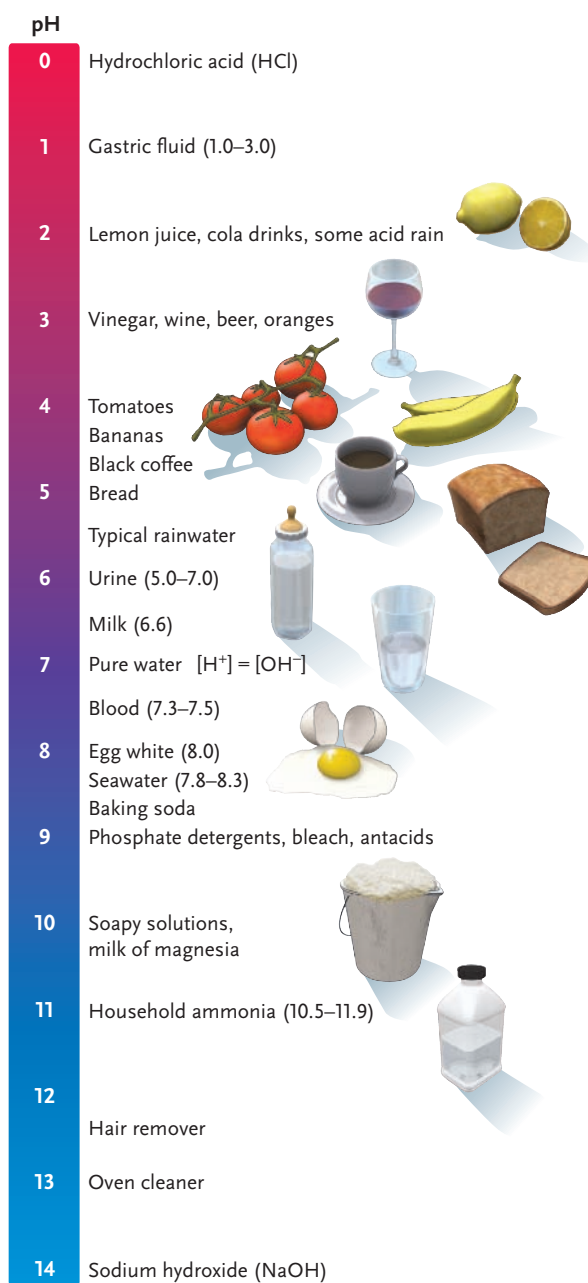 pH
0 Hydrochloric acid (HCl)
1 Gastric fluid (1.0–3.0)
2 Lemon juice, cola drinks, some acid rain
3 Vinegar, wine, beer, oranges
4 Tomatoes
Bananas
Black coffee
5 Bread
Typical rainwater
6 Urine (5.0–7.0)
Milk (6.6)
7 Pure water [H⁺] = [OH⁻]
Blood (7.3–7.5)
8 Egg white (8.0)
Seawater (7.8–8.3)
Baking soda
9 Phosphate detergents, bleach, antacids
10 Soapy solutions,
milk of magnesia
11 Household ammonia (10.5–11.9)
12
Hair remover
13 Oven cleaner
14 Sodium hydroxide (NaOH)